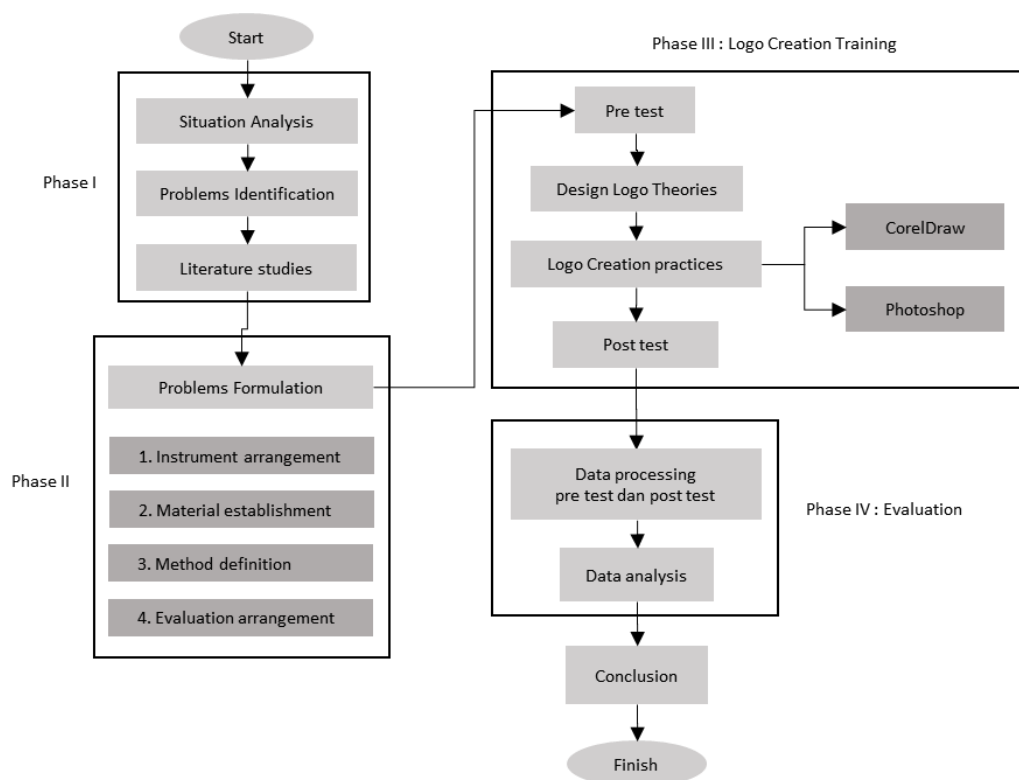 Start
Phase I
Situation Analysis
Problems Identification
Literature studies
Phase II
Problems Formulation
1. Instrument arrangement
2. Material establishment
3. Method definition
4. Evaluation arrangement
Phase III : Logo Creation Training
Pre test
Design Logo Theories
Logo Creation practices
CorelDraw
Photoshop
Post test
Data processing
pre test dan post test
Phase IV : Evaluation
Data analysis
Conclusion
Finish